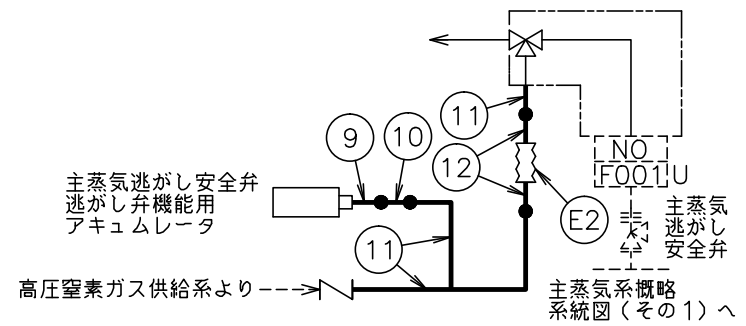 11
NO
F001 U
9
10
12
主蒸気逃がし安全弁
逃がし弁機能用
アキュムレータ
E2
主蒸気
逃がし
安全弁
11
高圧窒素ガス供給系より
主蒸気系概略
系統図(その1)へ